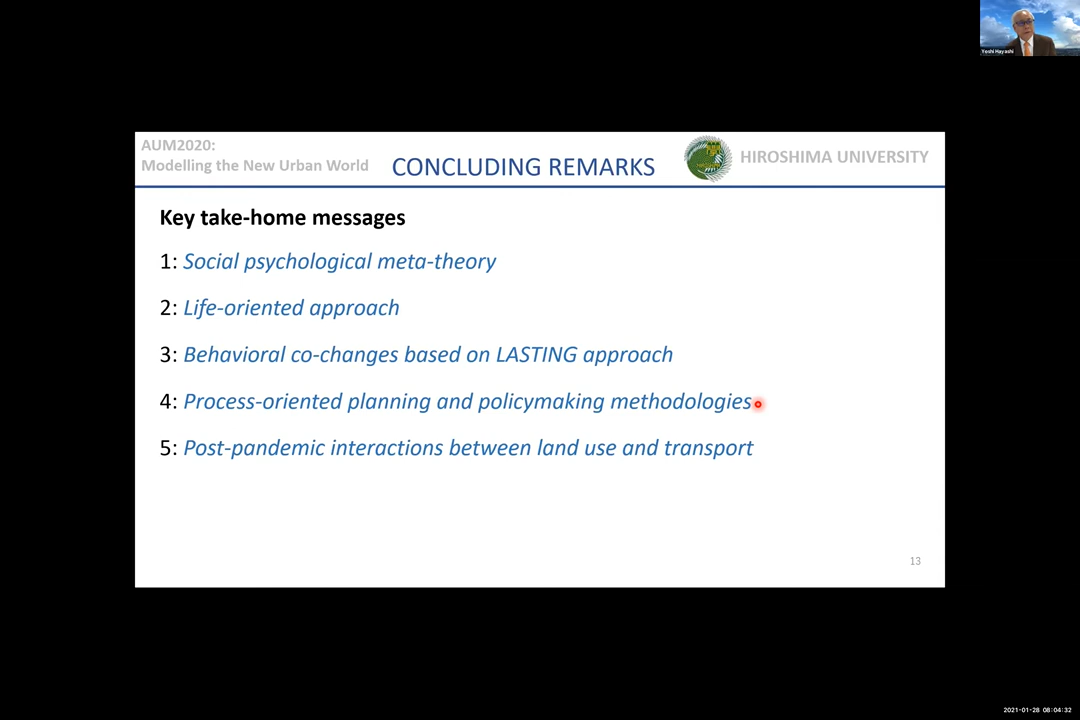 Yoshi Hayashi
AUM2020:
Modelling the New Urban World
CONCLUDING REMARKS
HIROSHIMA UNIVERSITY
Key take-home messages
1: Social psychological meta-theory
2: Life-oriented approach
3: Behavioral co-changes based on LASTING approach
4: Process-oriented planning and policymaking methodologies
5: Post-pandemic interactions between land use and transport
13
2021-01-28 08:04:32